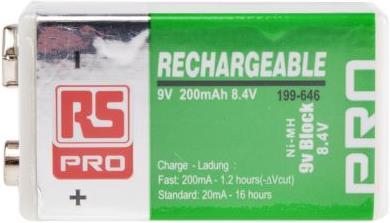 RECHARGEABLE
9V 200mAh 8.4V 199-646
RS
PRO
Ni-MH
9v Block
8.4V
PRO
Charge - Ladung :
Fast: 200mA - 1.2 hours(-ΔVcut)
Standard: 20mA - 16 hours
- 
+